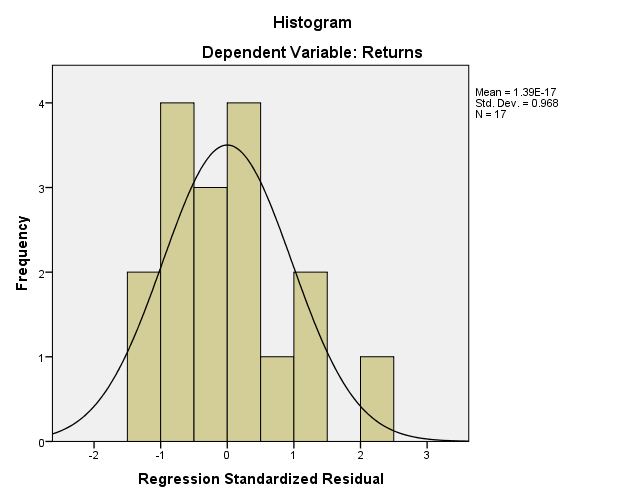 Histogram
Dependent Variable: Returns
Mean = 1.39E-17
Std. Dev. = 0.968
N = 17
Frequency
4
3
2
1
0
-2 -1 0 1 2 3
Regression Standardized Residual